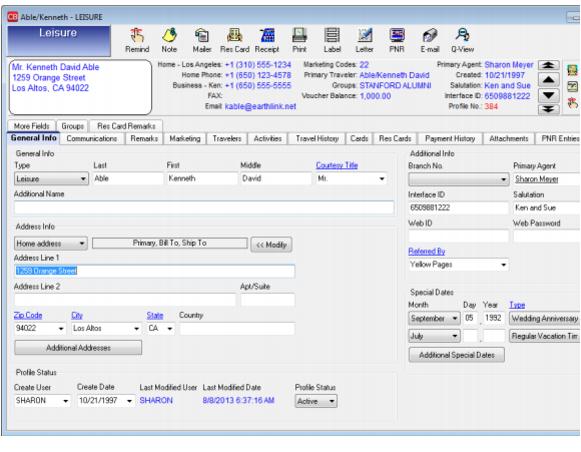 CB Able/Kenneth - LEISURE
Leisure
Remind Note Mailer Res Card Receipt Print Label Letter PNR E-mail Q-View
Mr. Kenneth David Able
1259 Orange Street
Los Altos, CA 94022
Home - Los Angeles: +1 (310) 555-1234
Home Phone: +1 (650) 123-4578
Business - Ken: +1 (650) 555-5555
FAX:
Email: kable@earthlink.net
Marketing Codes: 22
Primary Traveler: Able/Kenneth David
Groups: STANFORD ALUMNI
Voucher Balance: 1,000.00
Primary Agent: Sharon Meyer
Created: 10/21/1997
Salutation: Ken and Sue
Interface ID: 6509881222
Profile No.: 384
More Fields Groups Res Card Remarks
General Info Communications Remarks Marketing Travelers Activities Travel History Cards Res Cards Payment History Attachments PNR Entries
General Info
Type Last First Middle Courtesy Title
Leisure Able Kenneth David Mr.
Additional Name
Address Info
Home address Primary, Bill To, Ship To << Modify
Address Line 1
1259 Orange Street
Address Line 2 Apt/Suite
Zip Code City State Country
94022 Los Altos CA
Additional Addresses
Profile Status
Create User Create Date Last Modified User Last Modified Date Profile Status
SHARON 10/21/1997 SHARON 8/8/2013 6:37:16 AM Active
Additional Info
Branch No. Primary Agent
Sharon Meyer
Interface ID Salutation
6509881222 Ken and Sue
Web ID Web Password
Referred By
Yellow Pages
Special Dates
Month Day Year Type
September 05 , 1992 Wedding Anniversary
July , Regular Vacation Tim
Additional Special Dates